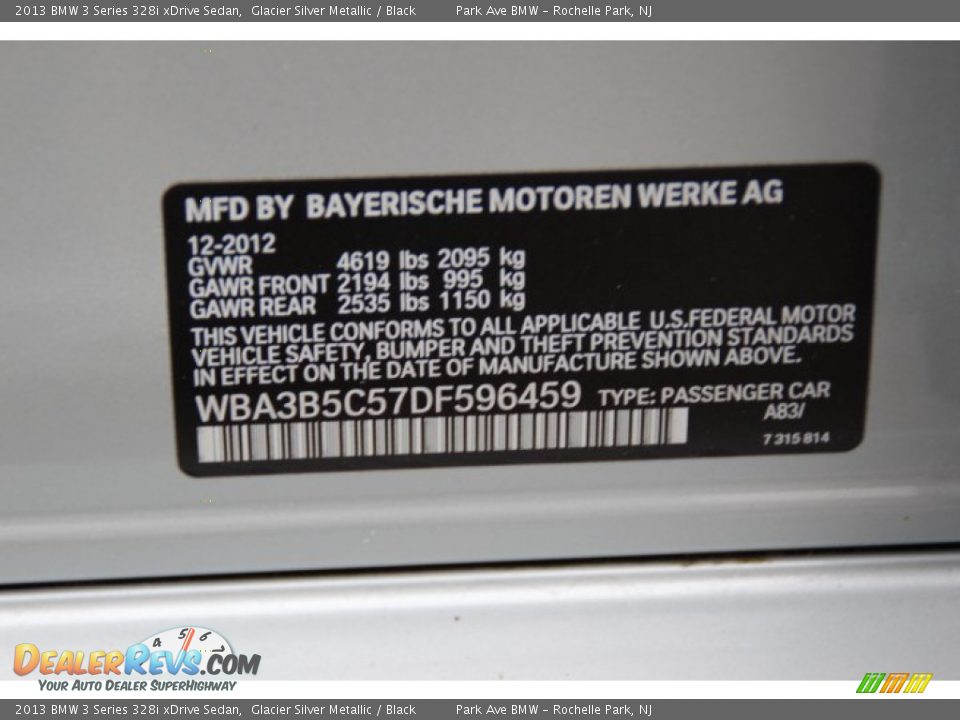 2013 BMW 3 Series 328i xDrive Sedan, Glacier Silver Metallic / Black Park Ave BMW - Rochelle Park, NJ
MFD BY BAYERISCHE MOTOREN WERKE AG
12-2012
GVWR 4619 lbs 2095 kg
GAWR FRONT 2194 lbs 995 kg
GAWR REAR 2535 lbs 1150 kg
THIS VEHICLE CONFORMS TO ALL APPLICABLE U.S.FEDERAL MOTOR
VEHICLE SAFETY, BUMPER AND THEFT PREVENTION STANDARDS
IN EFFECT ON THE DATE OF MANUFACTURE SHOWN ABOVE.
WBA3B5C57DF596459 TYPE: PASSENGER CAR
A83/
7 315 814
4 5 6
DEALERREVS.COM
YOUR AUTO DEALER SUPERHIGHWAY
2013 BMW 3 Series 328i xDrive Sedan, Glacier Silver Metallic / Black Park Ave BMW - Rochelle Park, NJ